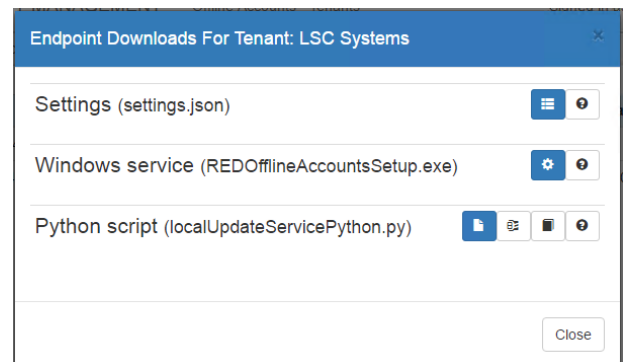 Endpoint Downloads For Tenant: LSC Systems ×
Settings (settings.json)
Windows service (REDOfflineAccountsSetup.exe)
Python script (localUpdateServicePython.py)
Close